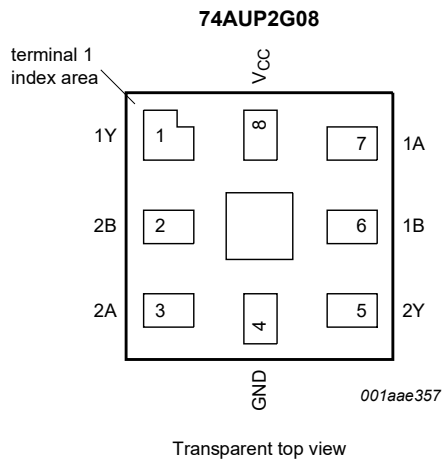 74AUP2G08
terminal 1
index area
VCC
1Y
1
8
7
1A
2B
2
6
1B
2A
3
4
5
2Y
GND
001aae357
Transparent top view